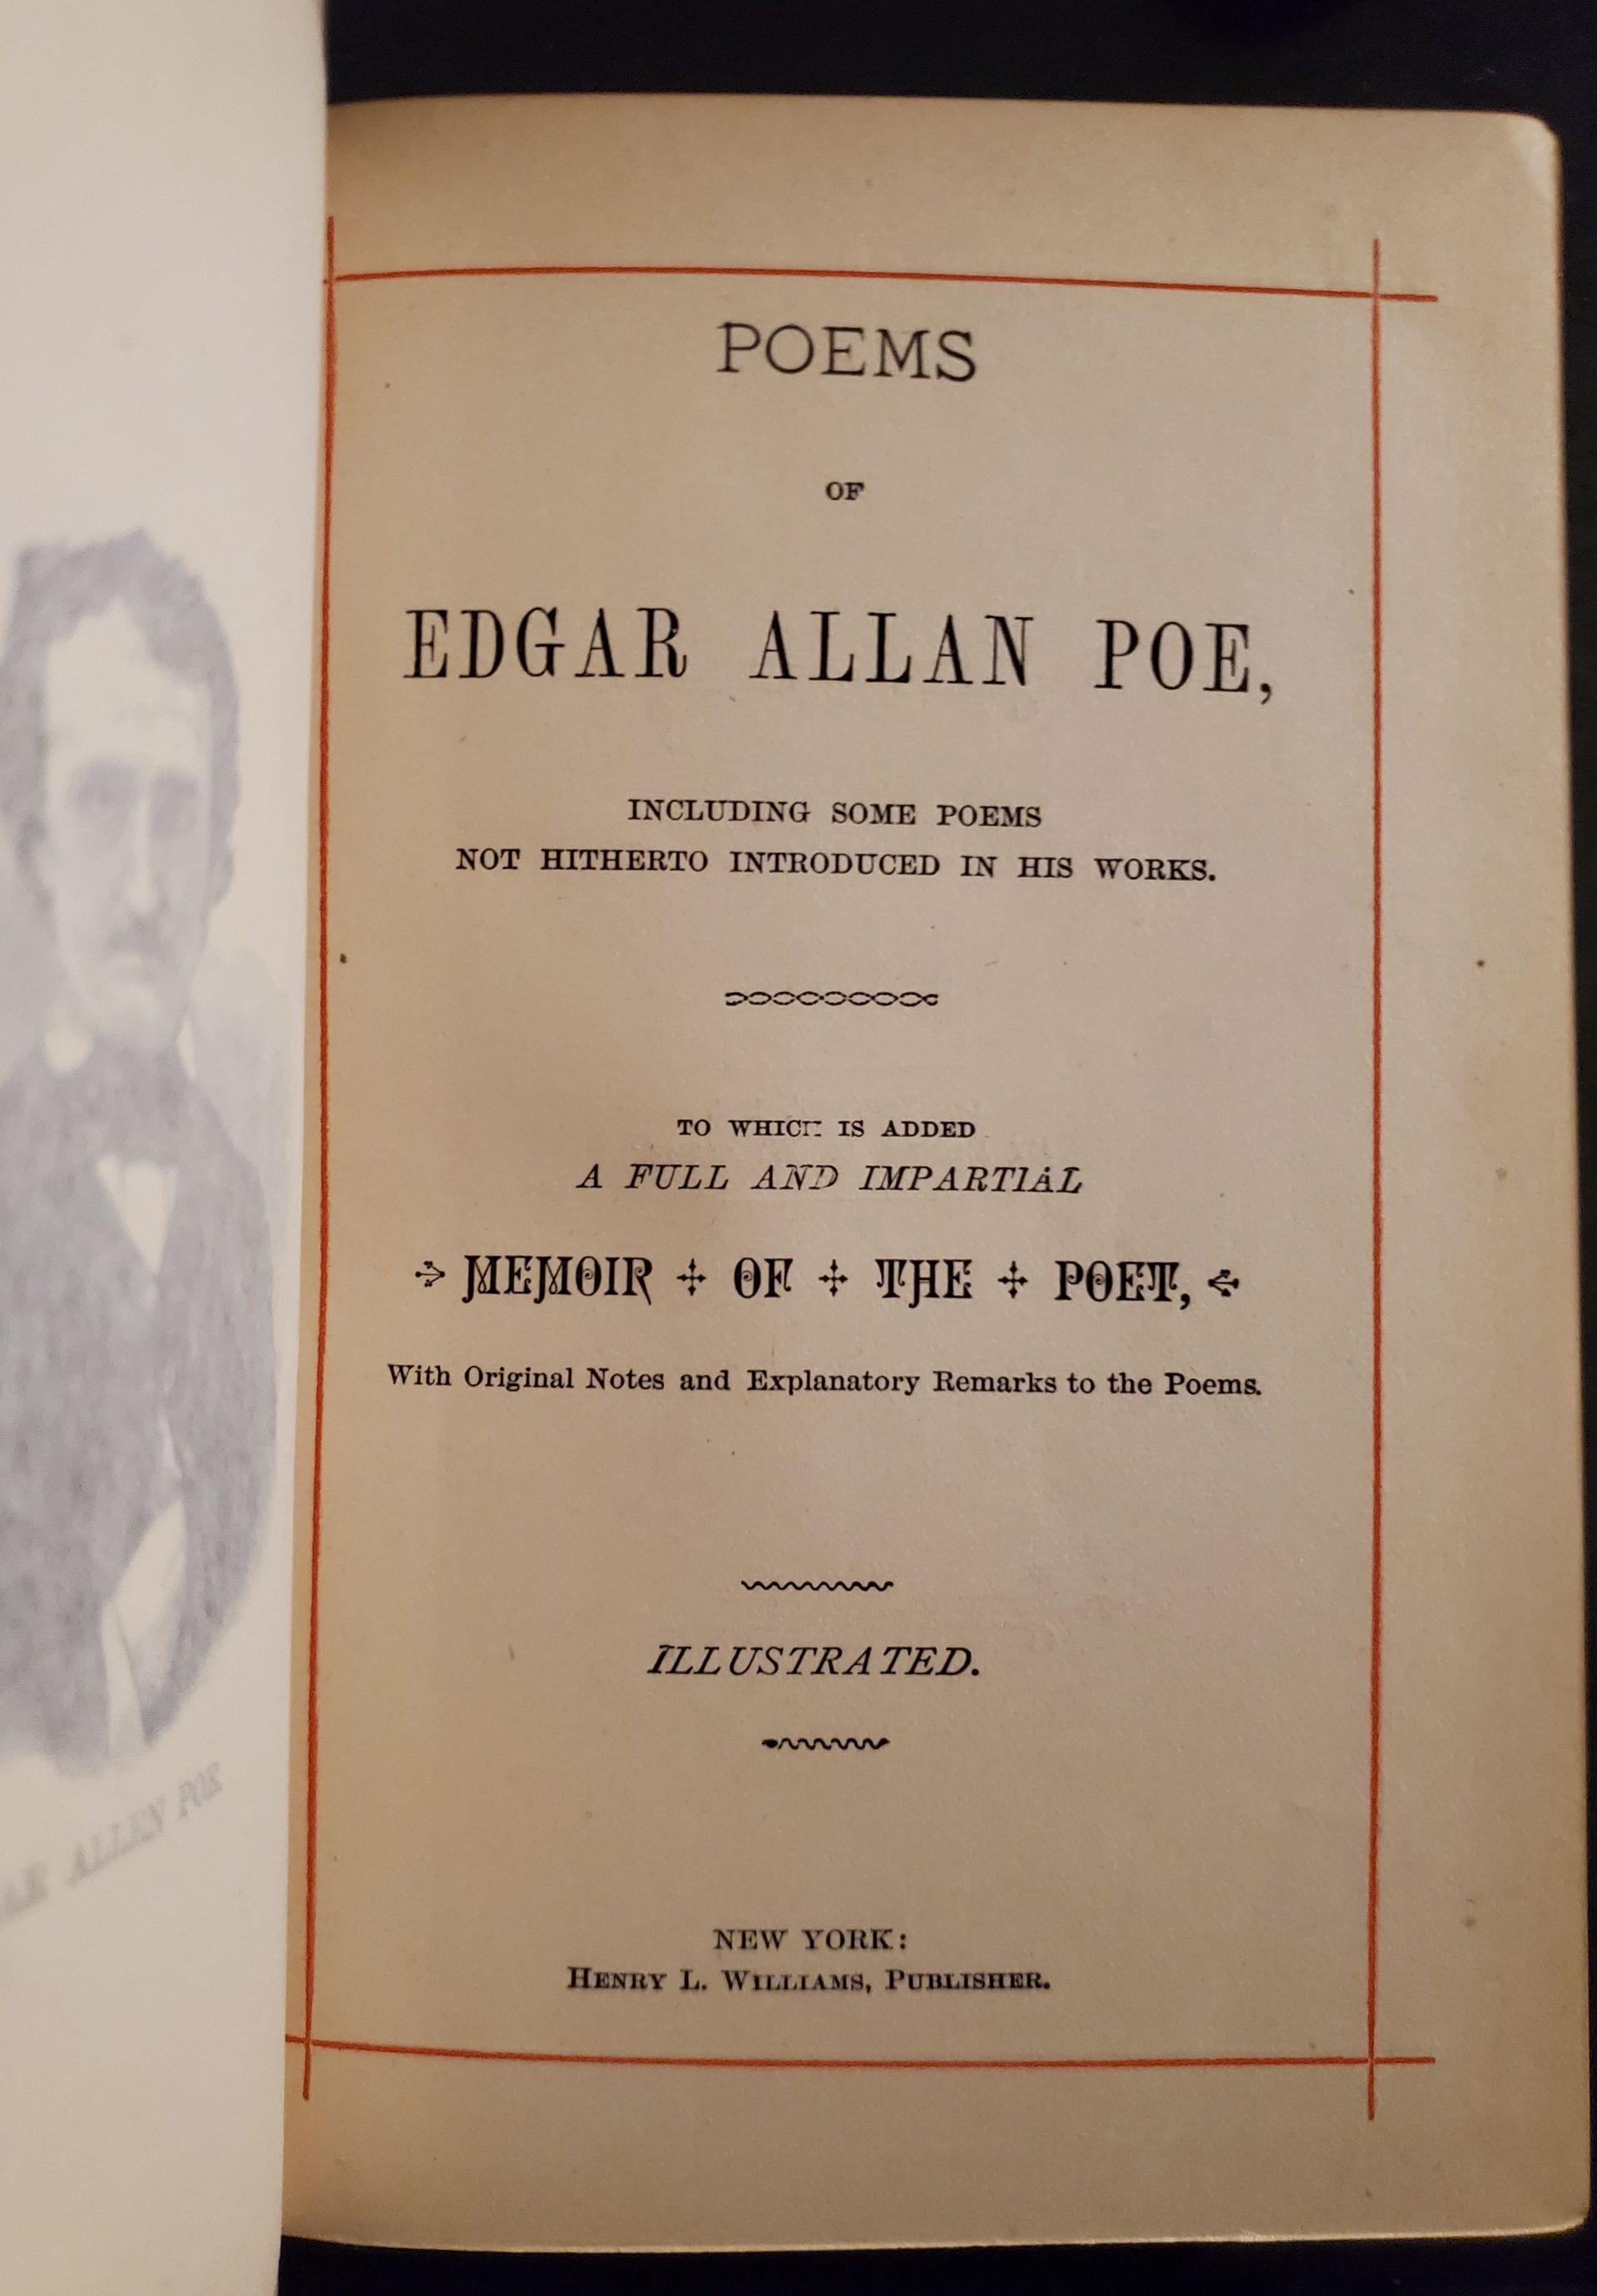 ALLEN POE
POEMS
OF
EDGAR ALLAN POE,
INCLUDING SOME POEMS
NOT HITHERTO INTRODUCED IN HIS WORKS.
TO WHICH IS ADDED
A FULL AND IMPARTIAL
MEMOIR OF THE POET,
With Original Notes and Explanatory Remarks to the Poems.
ILLUSTRATED.
NEW YORK:
HENRY L. WILLIAMS, PUBLISHER.